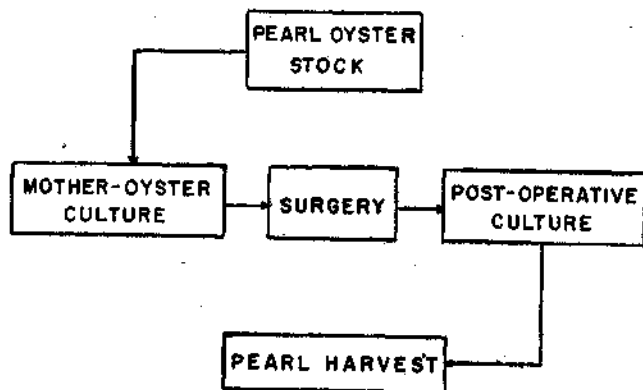 PEARL OYSTER
STOCK
MOTHER-OYSTER
CULTURE
SURGERY
POST-OPERATIVE
CULTURE
PEARL HARVEST